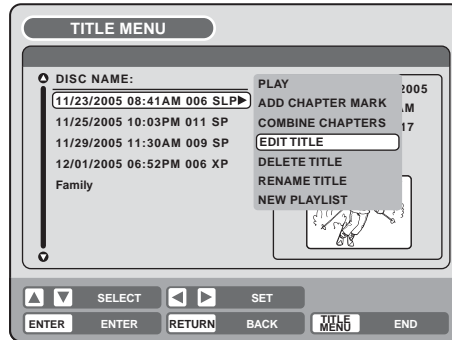 TITLE MENU
DISC NAME:
11/23/2005 08:41AM 006 SLP
11/25/2005 10:03PM 011 SP
11/29/2005 11:30AM 009 SP
12/01/2005 06:52PM 006 XP
Family
PLAY
ADD CHAPTER MARK
COMBINE CHAPTERS
EDIT TITLE
DELETE TITLE
RENAME TITLE
NEW PLAYLIST
2005
AM
17
SELECT SET
ENTER ENTER RETURN BACK TITLE MENU END